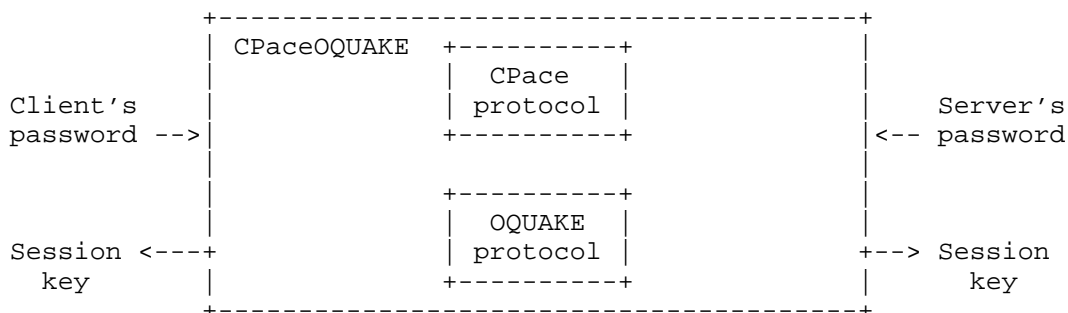 +-------------------------------------------+
| CPaceOQUAKE +----------+ |
| | CPace | |
Client's | | protocol | | Server's
password -->| +----------+ |<-- password
| |
| +----------+ |
| | OQUAKE | |
Session <---+ | protocol | +--> Session
key | +----------+ | key
+-------------------------------------------+